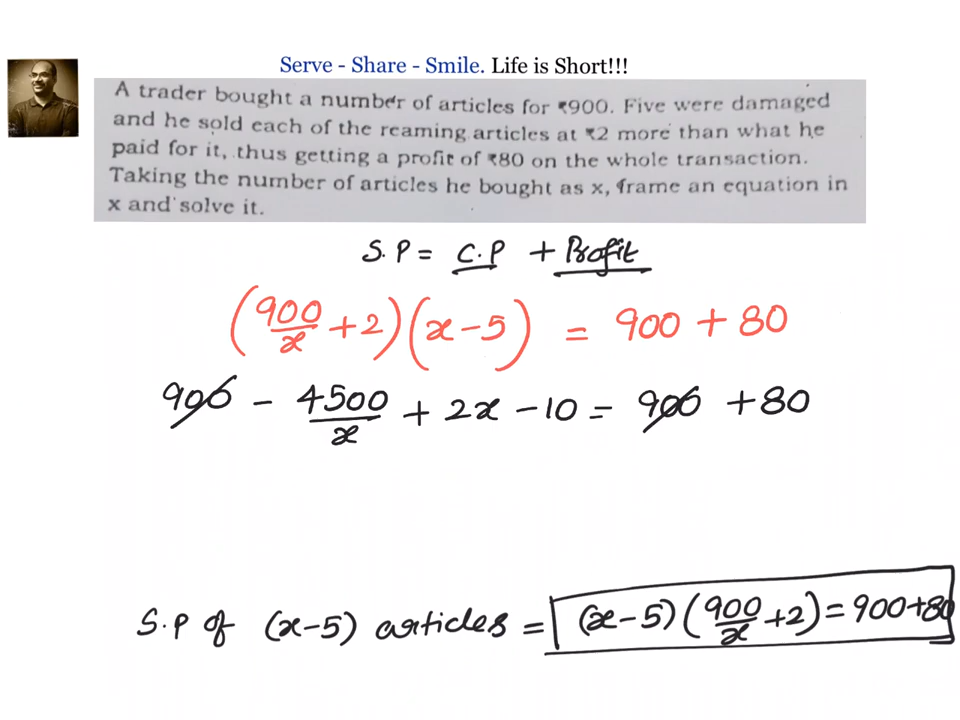 Serve - Share - Smile. Life is Short!!!
A trader bought a number of articles for ₹900. Five were damaged
and he sold each of the reaming articles at ₹2 more than what he
paid for it, thus getting a profit of ₹80 on the whole transaction.
Taking the number of articles he bought as x, frame an equation in
x and solve it.
S.P = C.P + Profit
(900/x + 2)(x - 5) = 900 + 80
900 - 4500/x + 2x - 10 = 900 + 80
S.P of (x-5) articles = (x-5)(900/x + 2) = 900+80